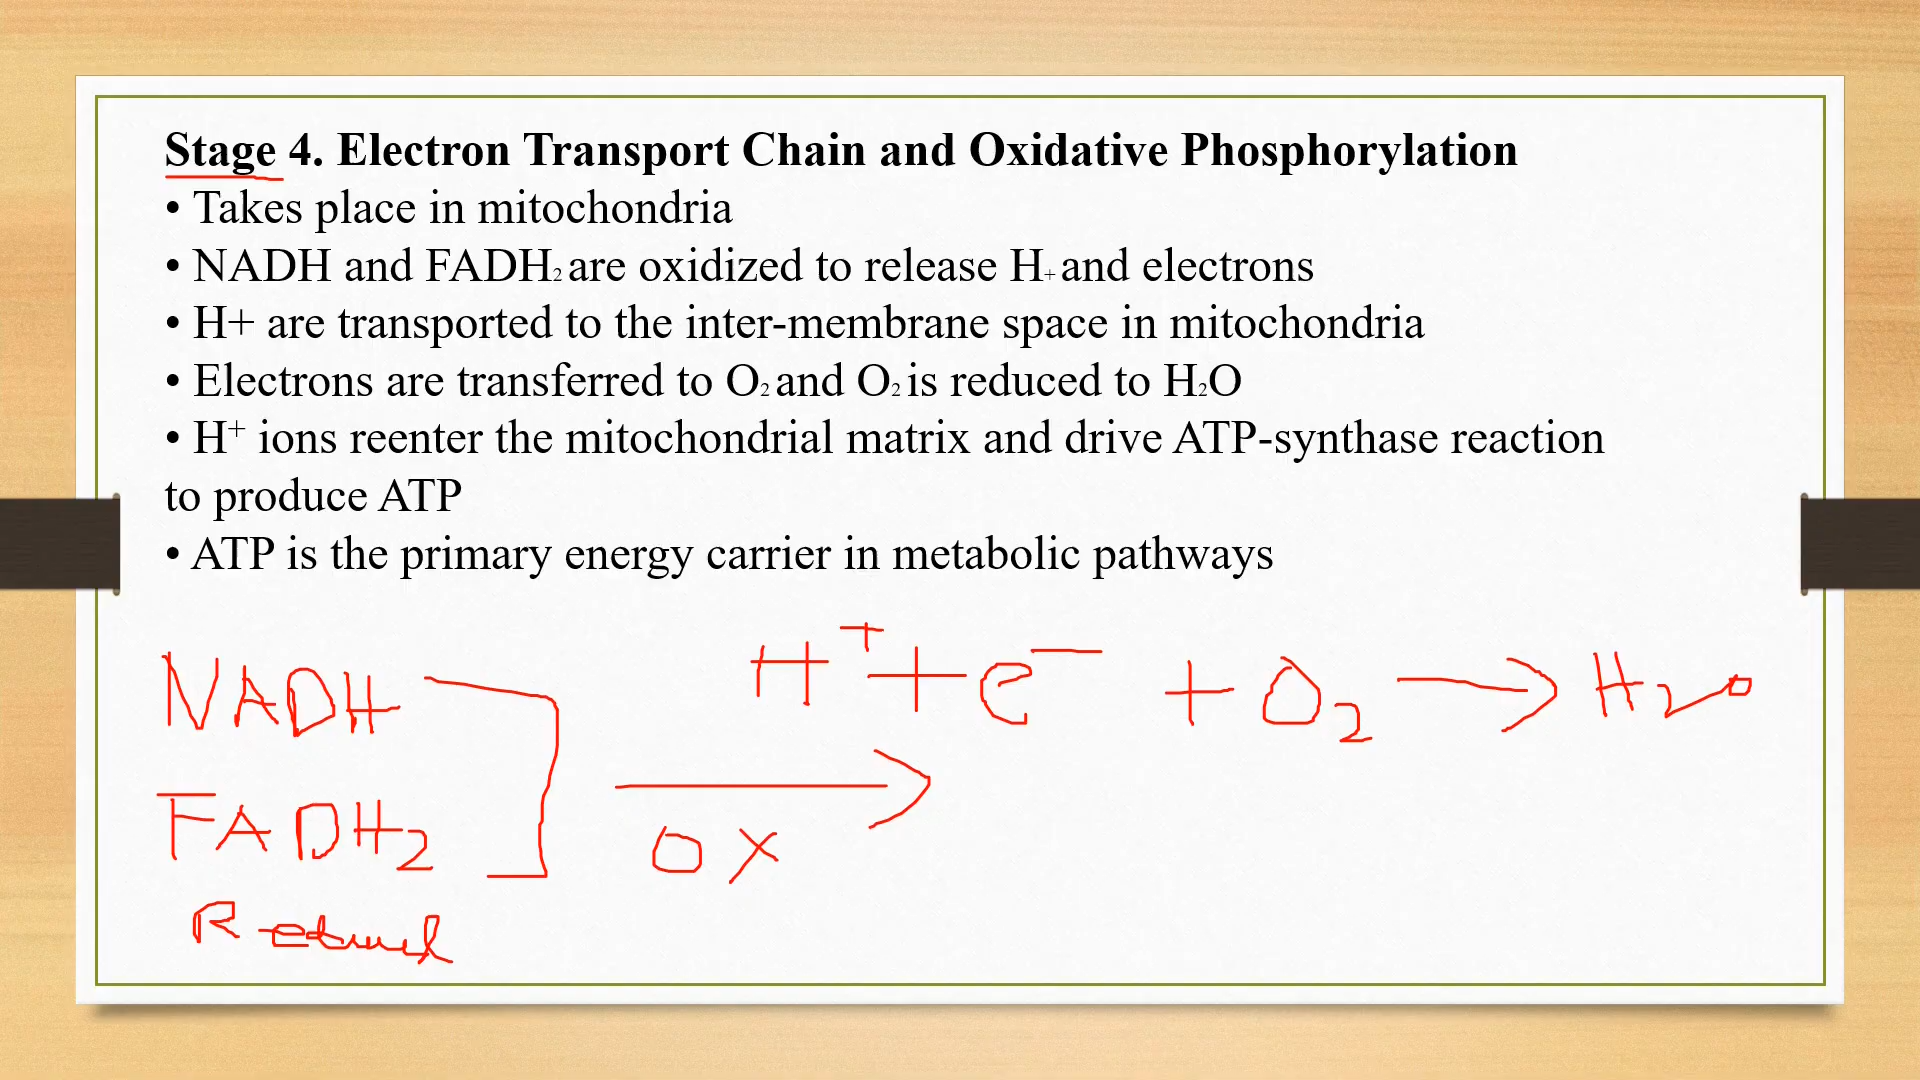 Stage 4. Electron Transport Chain and Oxidative Phosphorylation
• Takes place in mitochondria
• NADH and FADH₂ are oxidized to release H₊ and electrons
• H+ are transported to the inter-membrane space in mitochondria
• Electrons are transferred to O₂ and O₂ is reduced to H₂O
• H⁺ ions reenter the mitochondrial matrix and drive ATP-synthase reaction
to produce ATP
• ATP is the primary energy carrier in metabolic pathways
H⁺ + e⁻ + O₂ → H₂O
NADH
FADH₂
→
OX